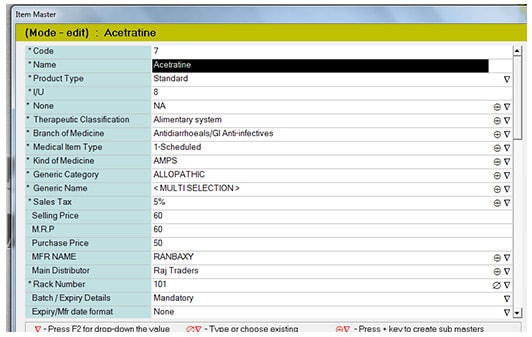 Item Master
(Mode - edit) : Acetratine
* Code 7
* Name Acetratine
* Product Type Standard
* I/U 8
* None NA
* Therapeutic Classification Alimentary system
* Branch of Medicine Antidiarrhoeals/GI Anti-infectives
* Medical Item Type 1-Scheduled
* Kind of Medicine AMPS
* Generic Category ALLOPATHIC
* Generic Name < MULTI SELECTION >
* Sales Tax 5%
Selling Price 60
M.R.P 60
Purchase Price 50
MFR NAME RANBAXY
Main Distributor Raj Traders
* Rack Number 101
Batch / Expiry Details Mandatory
Expiry/Mfr date format None
∇ - Press F2 for drop-down the value ∅∇ - Type or choose existing ⊕∇ - Press + key to create sub masters